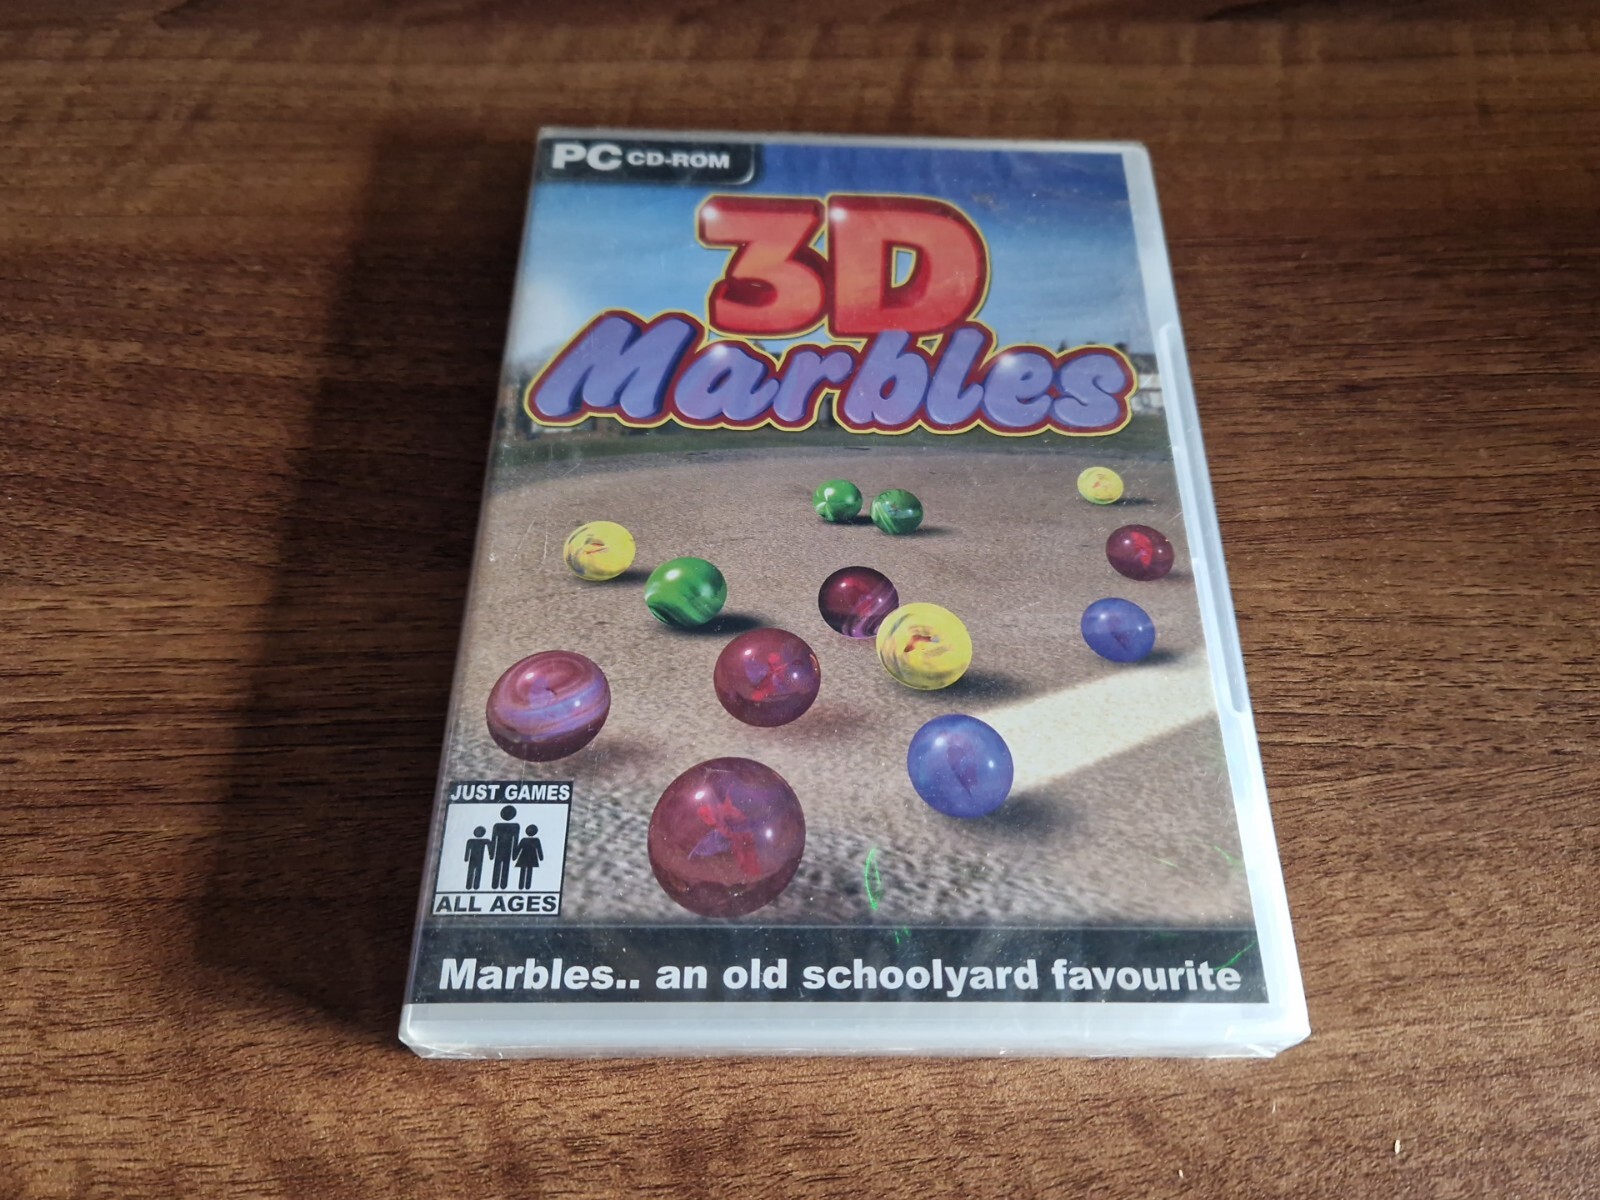 PC CD-ROM
3D
Marbles
JUST GAMES
ALL AGES
Marbles.. an old schoolyard favourite